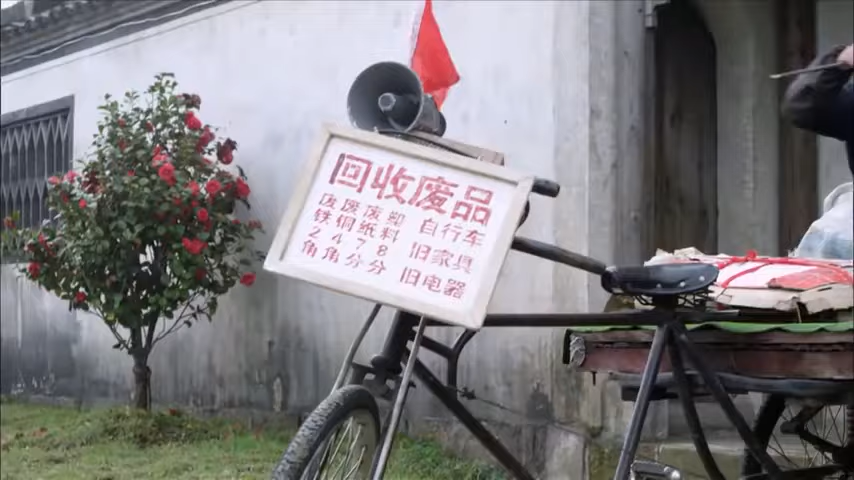 回收废品
废铁2角
废铜4角
废纸7分
塑料8分
自行车
旧家具
旧电器